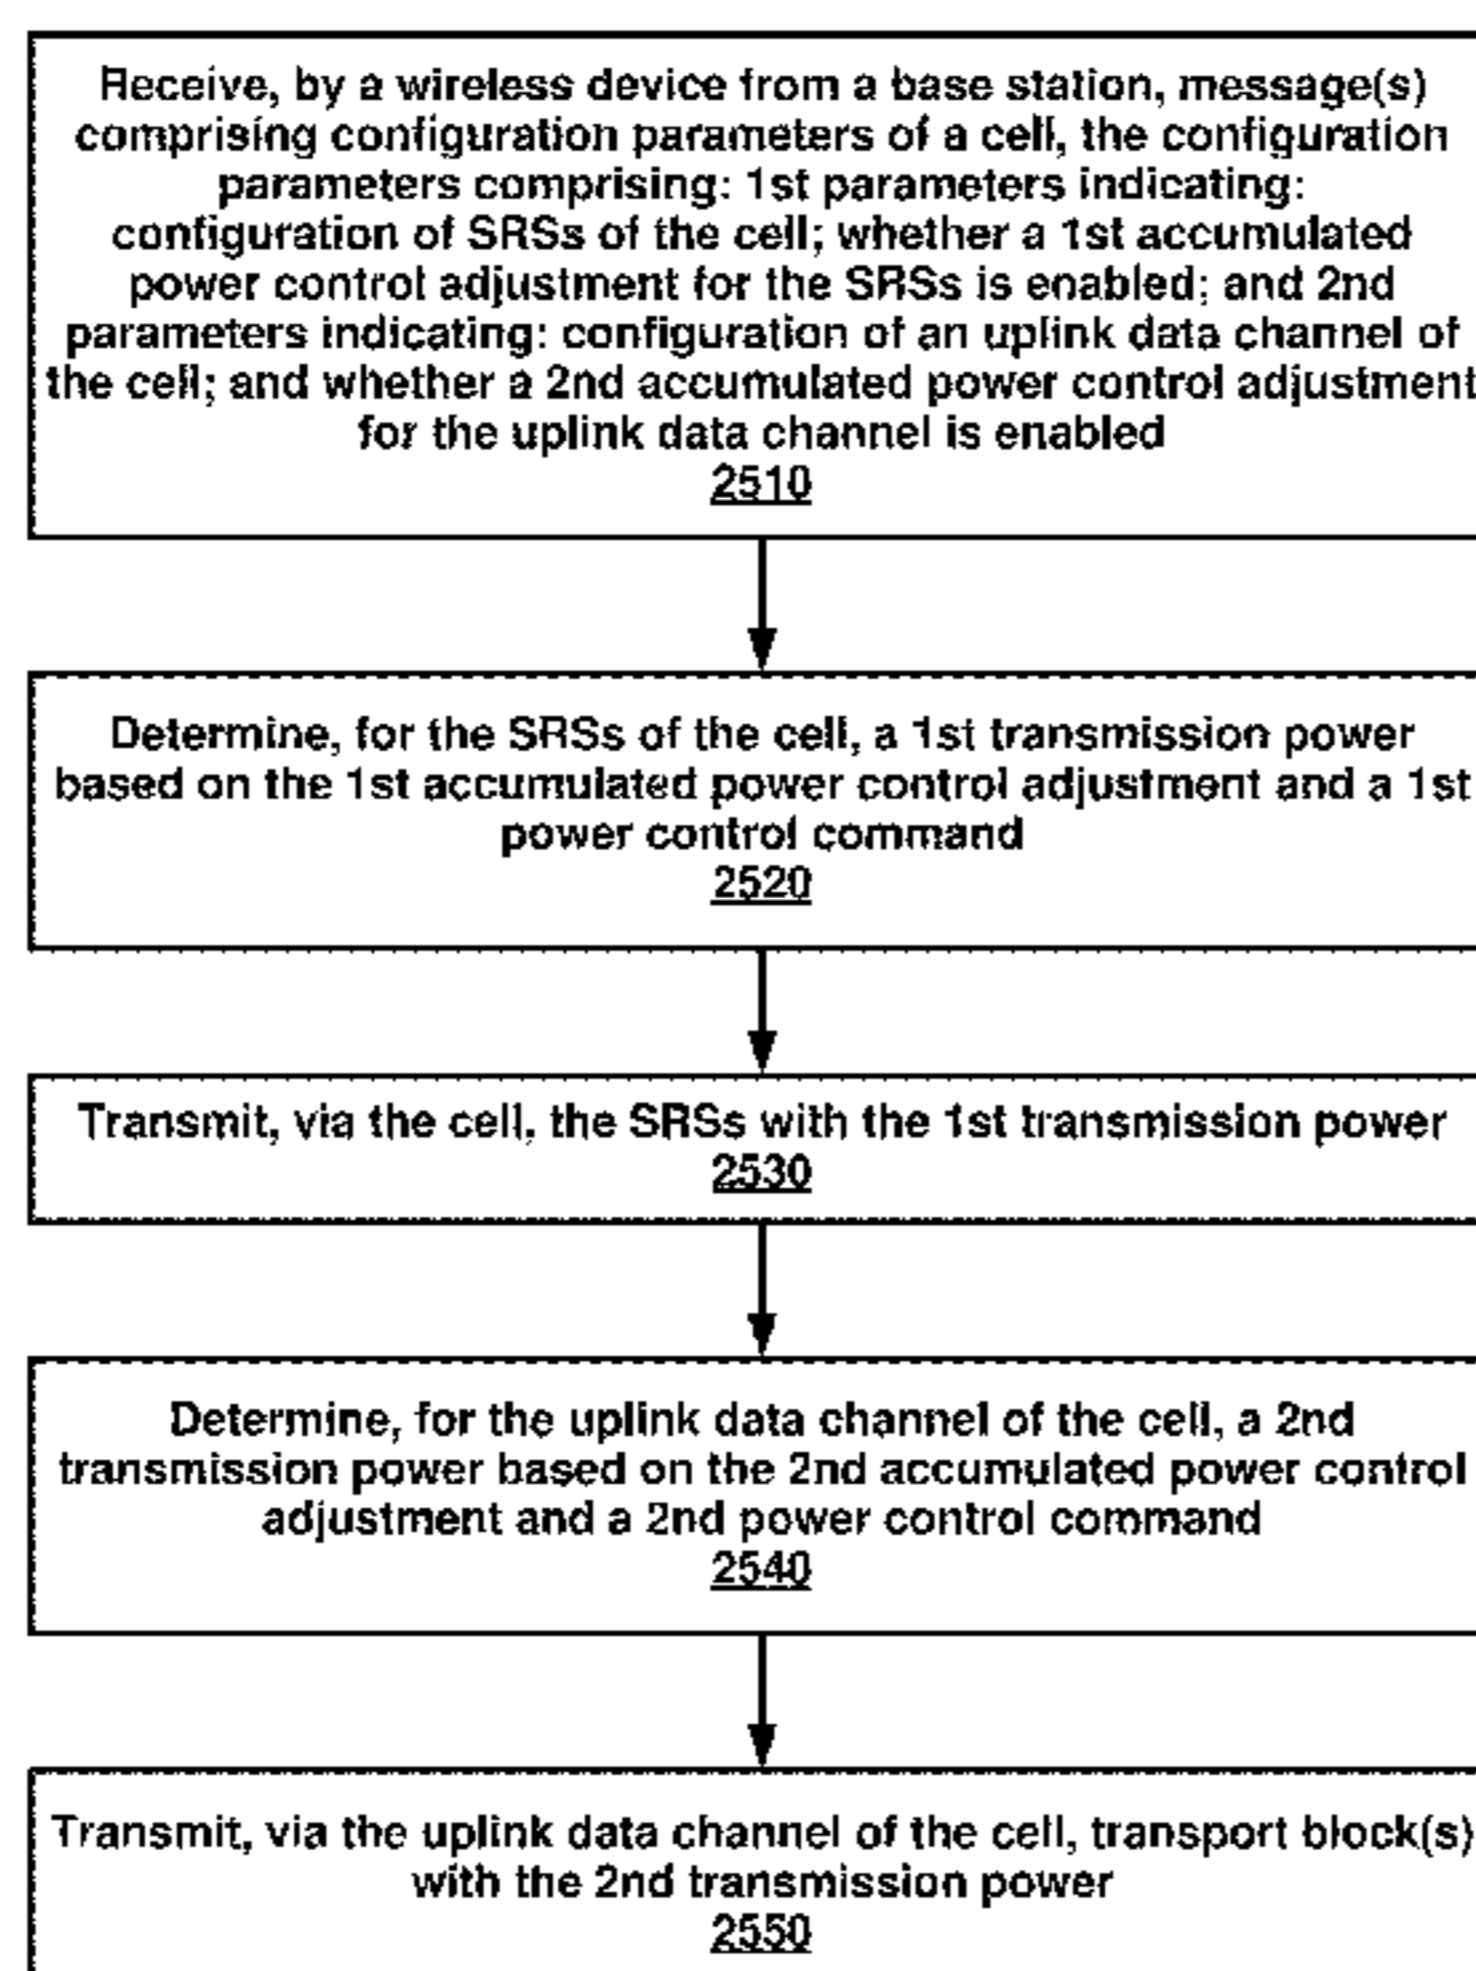 Receive, by a wireless device from a base station, message(s)
comprising configuration parameters of a cell, the configuration
parameters comprising: 1st parameters indicating:
configuration of SRSs of the cell; whether a 1st accumulated
power control adjustment for the SRSs is enabled; and 2nd
parameters indicating: configuration of an uplink data channel of
the cell; and whether a 2nd accumulated power control adjustment
for the uplink data channel is enabled
2510
Determine, for the SRSs of the cell, a 1st transmission power
based on the 1st accumulated power control adjustment and a 1st
power control command
2520
Transmit, via the cell, the SRSs with the 1st transmission power
2530
Determine, for the uplink data channel of the cell, a 2nd
transmission power based on the 2nd accumulated power control
adjustment and a 2nd power control command
2540
Transmit, via the uplink data channel of the cell, transport block(s)
with the 2nd transmission power
2550